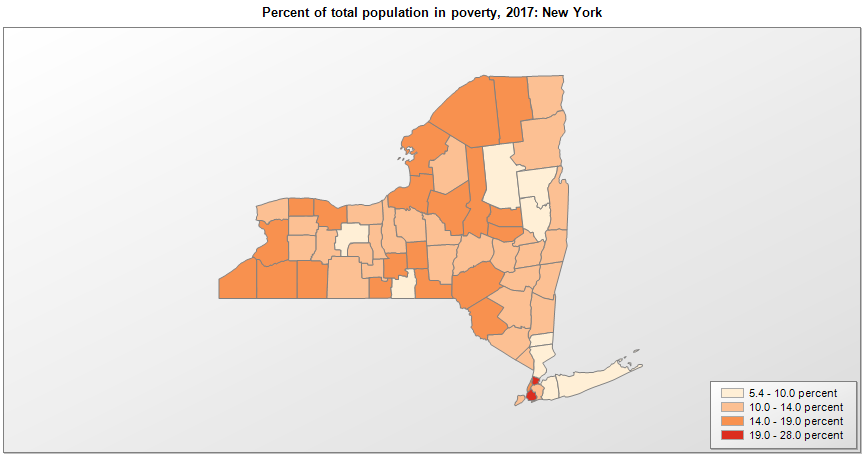 Percent of total population in poverty, 2017: New York
5.4 - 10.0 percent
10.0 - 14.0 percent
14.0 - 19.0 percent
19.0 - 28.0 percent